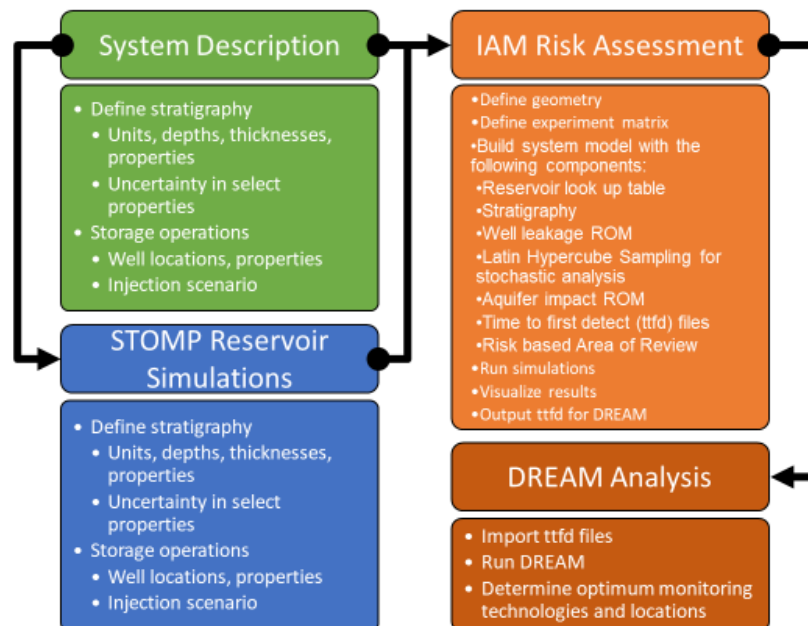 System Description
• Define stratigraphy
• Units, depths, thicknesses,
properties
• Uncertainty in select
properties
• Storage operations
• Well locations, properties
• Injection scenario
STOMP Reservoir
Simulations
• Define stratigraphy
• Units, depths, thicknesses,
properties
• Uncertainty in select
properties
• Storage operations
• Well locations, properties
• Injection scenario
IAM Risk Assessment
•Define geometry
•Define experiment matrix
•Build system model with the
following components:
•Reservoir look up table
•Stratigraphy
•Well leakage ROM
•Latin Hypercube Sampling for
stochastic analysis
•Aquifer impact ROM
•Time to first detect (ttfd) files
•Risk based Area of Review
•Run simulations
•Visualize results
•Output ttfd for DREAM
DREAM Analysis
• Import ttfd files
• Run DREAM
• Determine optimum monitoring
technologies and locations